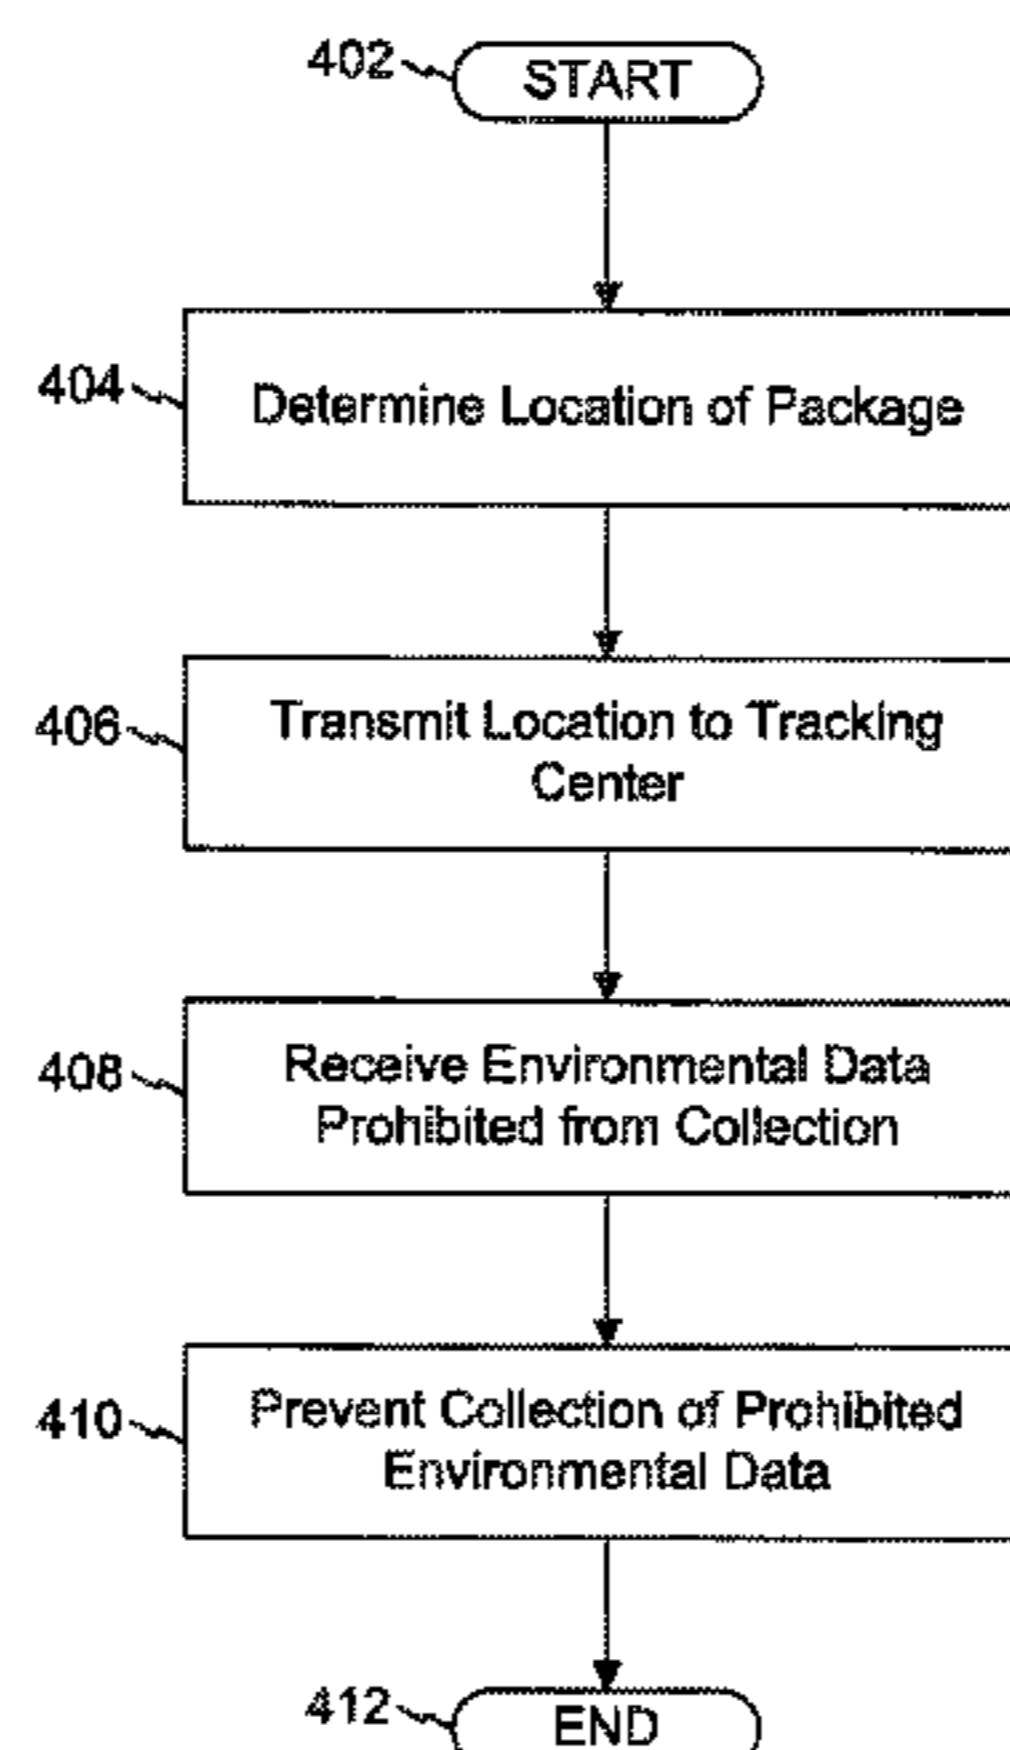 402
START
404
Determine Location of Package
406
Transmit Location to Tracking
Center
408
Receive Environmental Data
Prohibited from Collection
410
Prevent Collection of Prohibited
Environmental Data
412
END